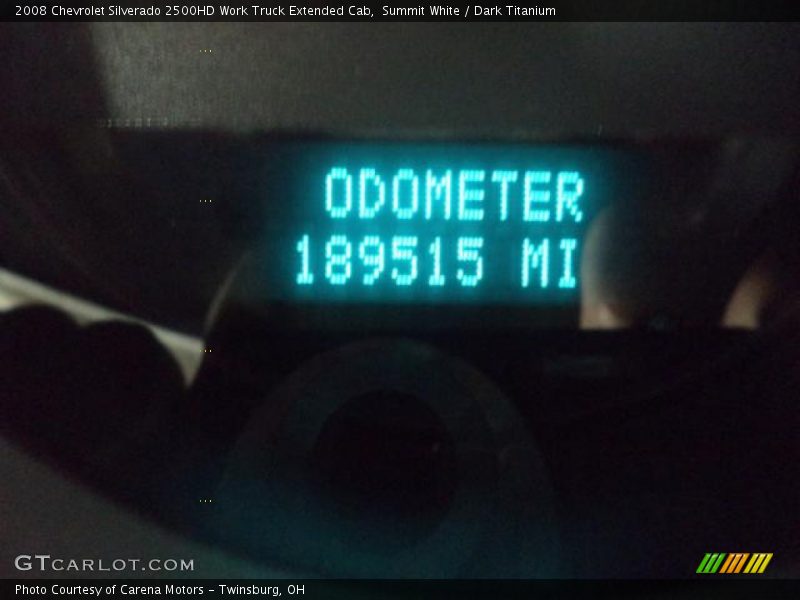 2008 Chevrolet Silverado 2500HD Work Truck Extended Cab,  Summit White / Dark Titanium
ODOMETER
189515 MI
GTCARLOT.COM
Photo Courtesy of Carena Motors - Twinsburg, OH